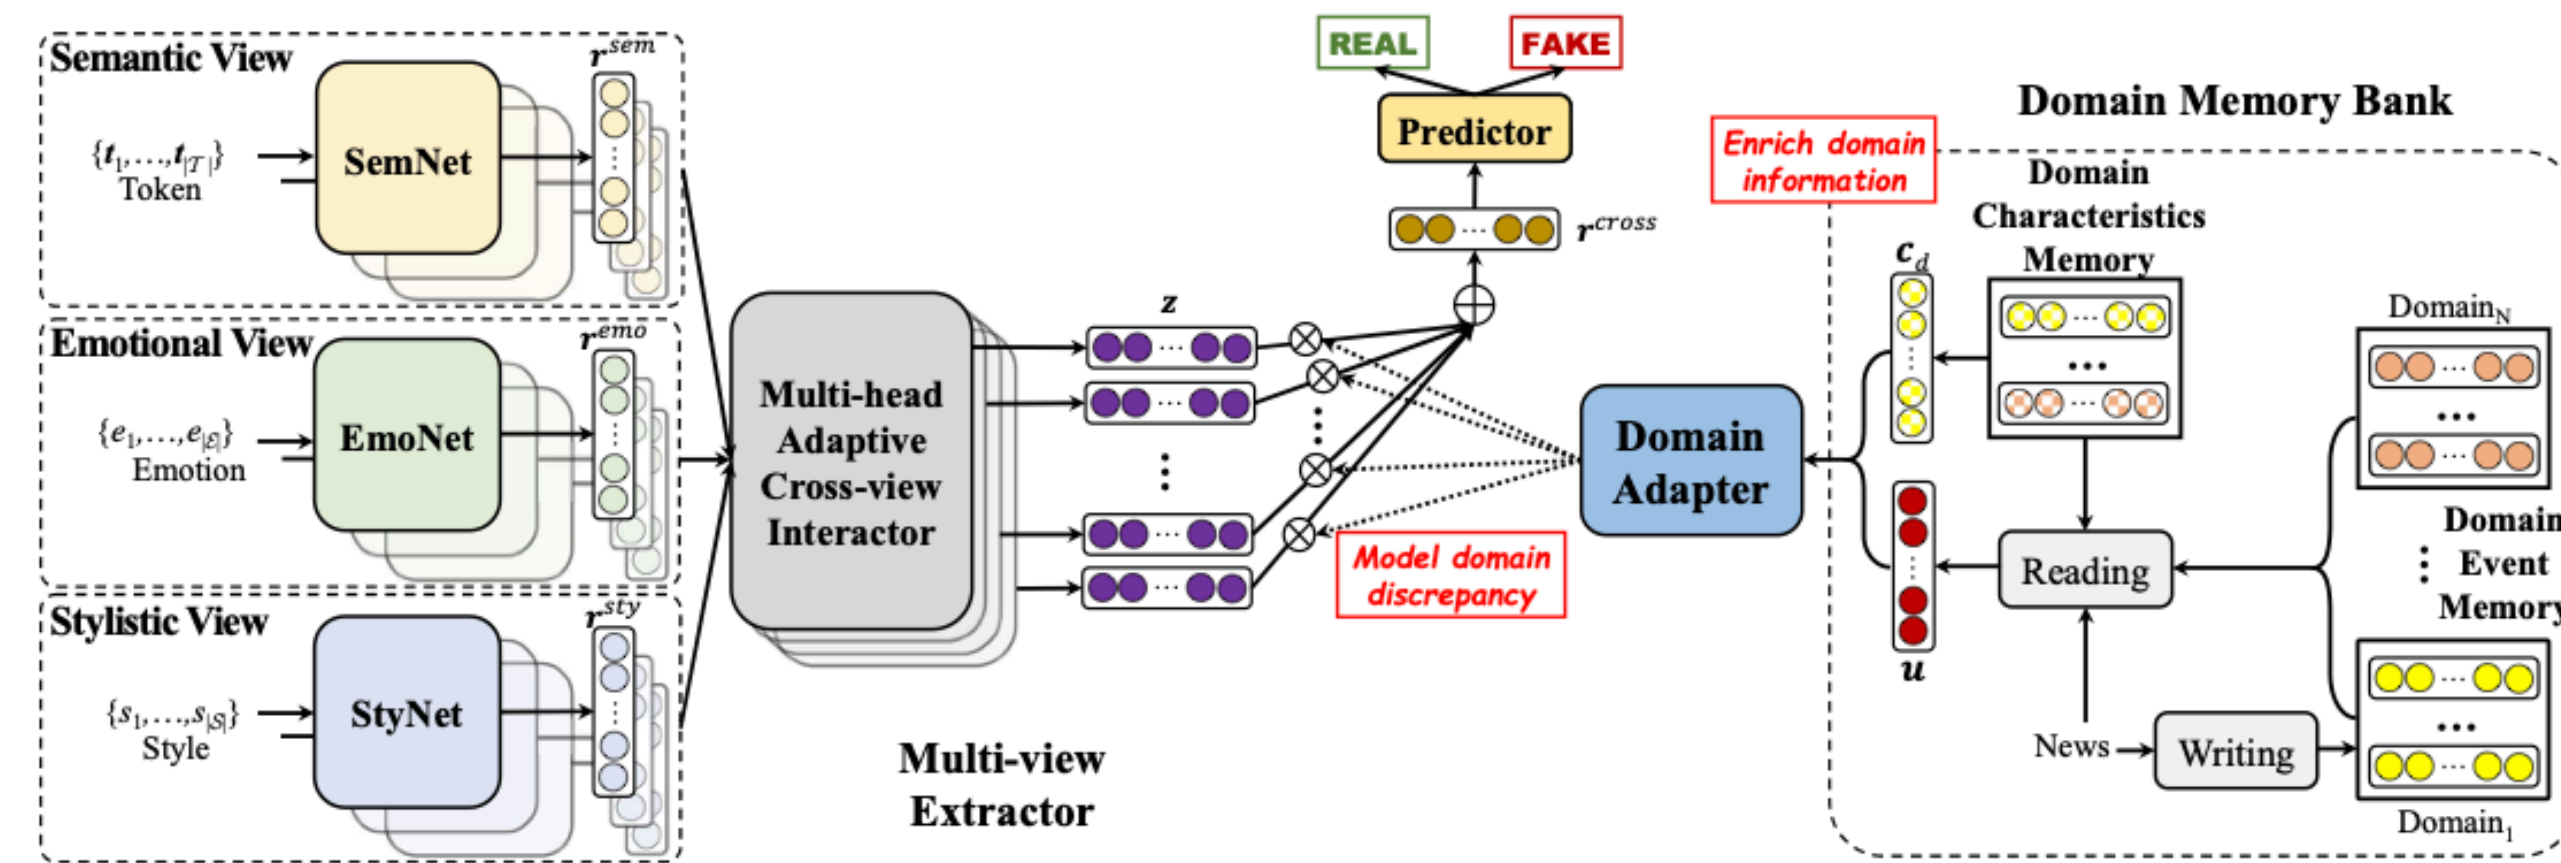 Semantic View
r^{sem}
{t_1,…,t_{|𝒯|}}
Token
SemNet
Emotional View
r^{emo}
{e_1,…,e_{|ℰ|}}
Emotion
EmoNet
Stylistic View
r^{sty}
{s_1,…,s_{|𝒮|}}
Style
StyNet
Multi-head
Adaptive
Cross-view
Interactor
Multi-view
Extractor
z
REAL
FAKE
Predictor
r^{cross}
Model domain
discrepancy
Domain
Adapter
Enrich domain
information
Domain Memory Bank
Domain
Characteristics
Memory
c_d
u
Reading
News
Writing
Domain_N
Domain
Event
Memory
Domain_1